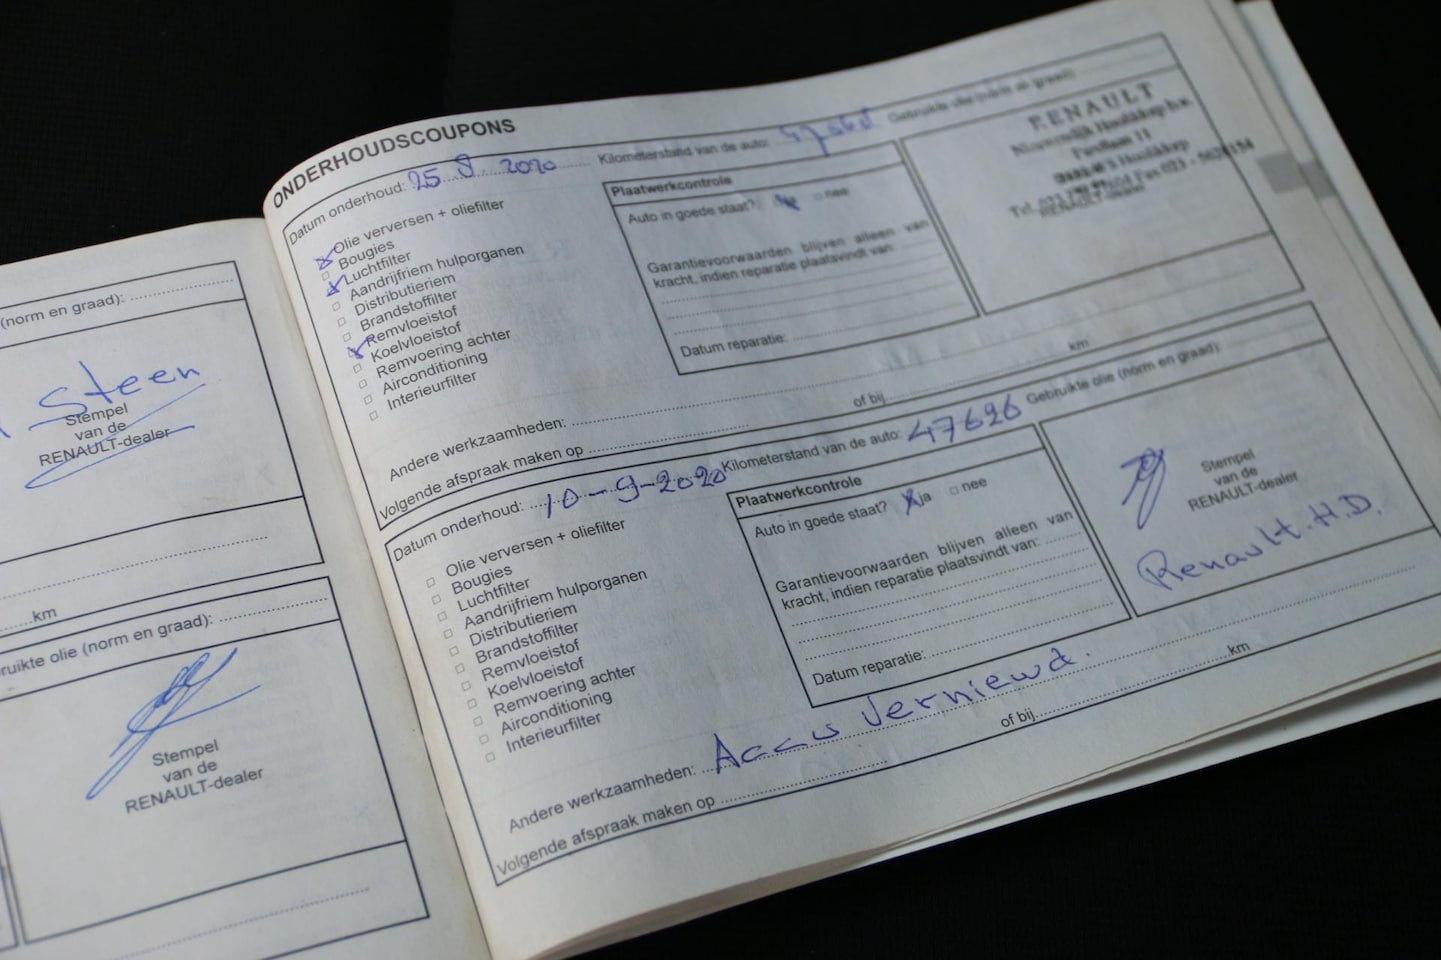 (norm en graad):
Steen
Stempel
van de
RENAULT-dealer
km
ruikte olie (norm en graad):
Stempel
van de
RENAULT-dealer
ONDERHOUDSCOUPONS
Datum onderhoud: 25 8 2020 Kilometerstand van de auto: Gebruikte olie (norm en graad):
Olie verversen + oliefilter
Bougies
Luchtfilter
Aandrijfriem hulporganen
Distributieriem
Brandstoffilter
Remvloeistof
Koelvloeistof
Remvoering achter
Airconditioning
Interieurfilter
Plaatwerkcontrole
Auto in goede staat? nee
Garantievoorwaarden blijven alleen van
kracht, indien reparatie plaatsvindt van:
Datum reparatie:
RENAULT
Andere werkzaamheden:
Volgende afspraak maken op of bij km
Datum onderhoud: 10-9-2020 Kilometerstand van de auto: 47626 Gebruikte olie (norm en graad):
Olie verversen + oliefilter
Bougies
Luchtfilter
Aandrijfriem hulporganen
Distributieriem
Brandstoffilter
Remvloeistof
Koelvloeistof
Remvoering achter
Airconditioning
Interieurfilter
Plaatwerkcontrole
Auto in goede staat? ja nee
Garantievoorwaarden blijven alleen van
kracht, indien reparatie plaatsvindt van:
Datum reparatie:
Stempel
van de
RENAULT-dealer
Renault. H.D.
Andere werkzaamheden: Accu Verniewd.
Volgende afspraak maken op of bij km